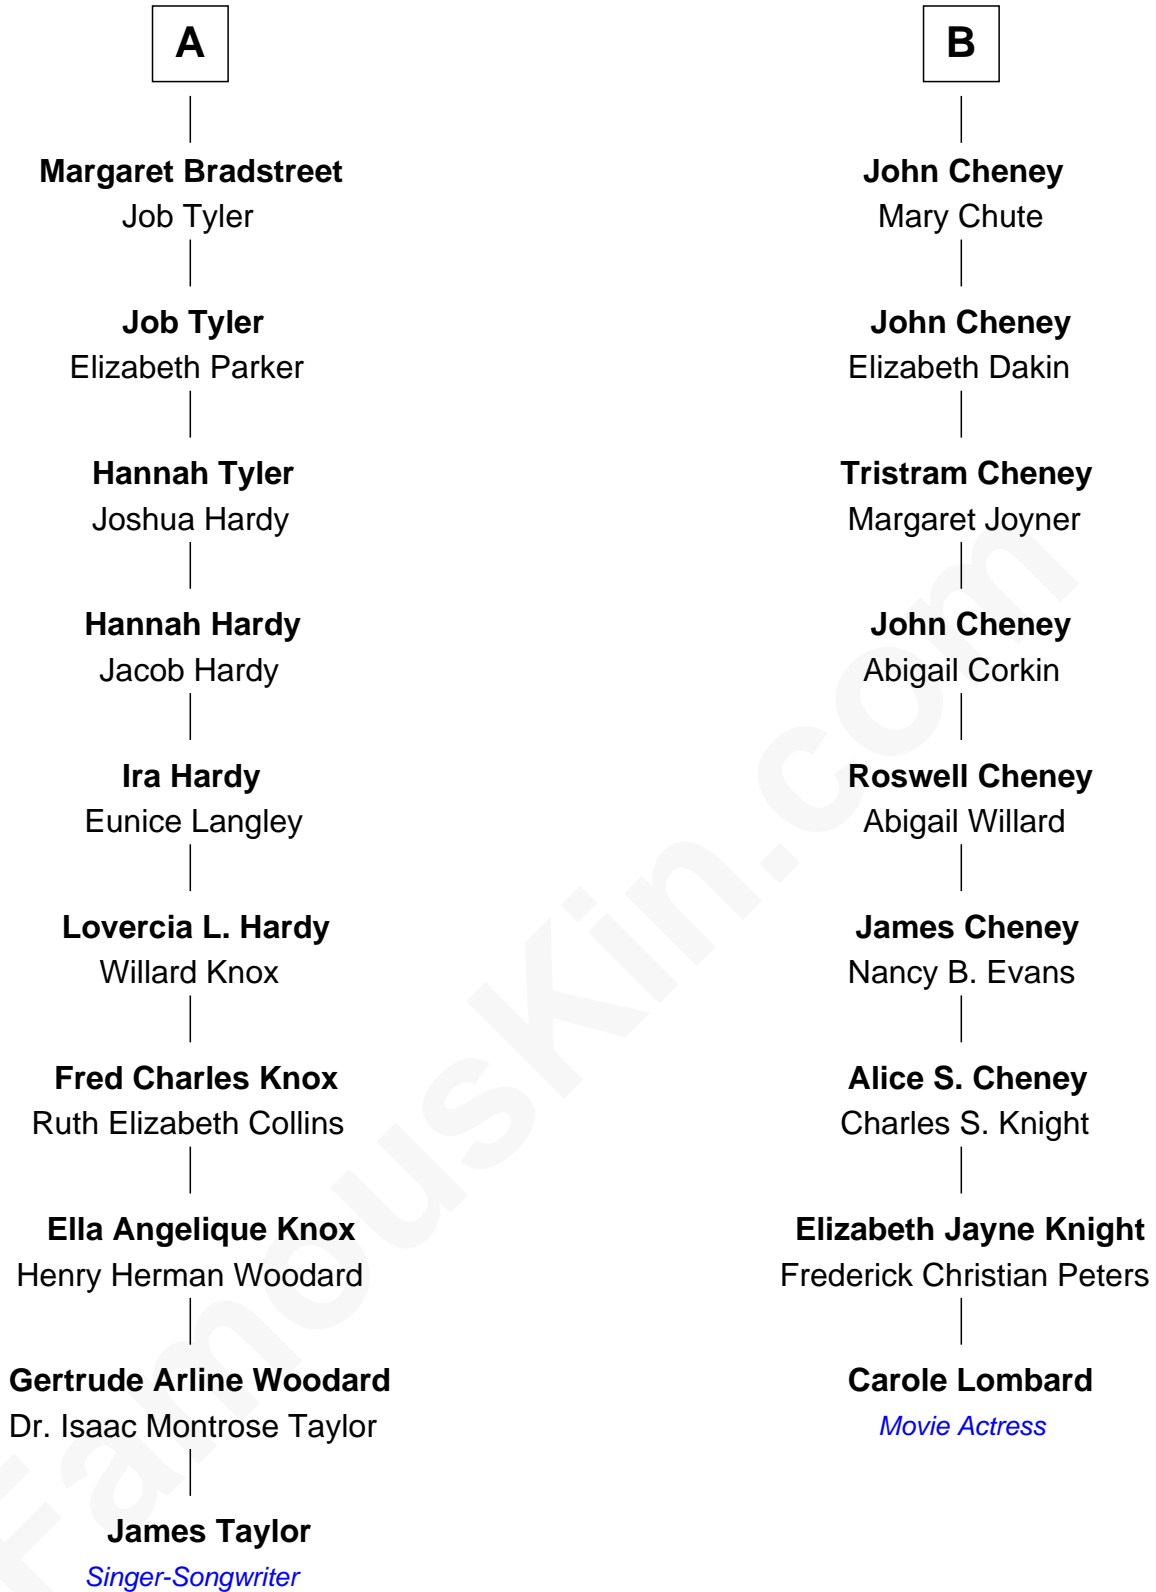 A
Margaret Bradstreet
Job Tyler
Job Tyler
Elizabeth Parker
Hannah Tyler
Joshua Hardy
Hannah Hardy
Jacob Hardy
Ira Hardy
Eunice Langley
Lovercia L. Hardy
Willard Knox
Fred Charles Knox
Ruth Elizabeth Collins
Ella Angelique Knox
Henry Herman Woodard
Gertrude Arline Woodard
Dr. Isaac Montrose Taylor
James Taylor
Singer-Songwriter
B
John Cheney
Mary Chute
John Cheney
Elizabeth Dakin
Tristram Cheney
Margaret Joyner
John Cheney
Abigail Corkin
Roswell Cheney
Abigail Willard
James Cheney
Nancy B. Evans
Alice S. Cheney
Charles S. Knight
Elizabeth Jayne Knight
Frederick Christian Peters
Carole Lombard
Movie Actress
FamousKin.com